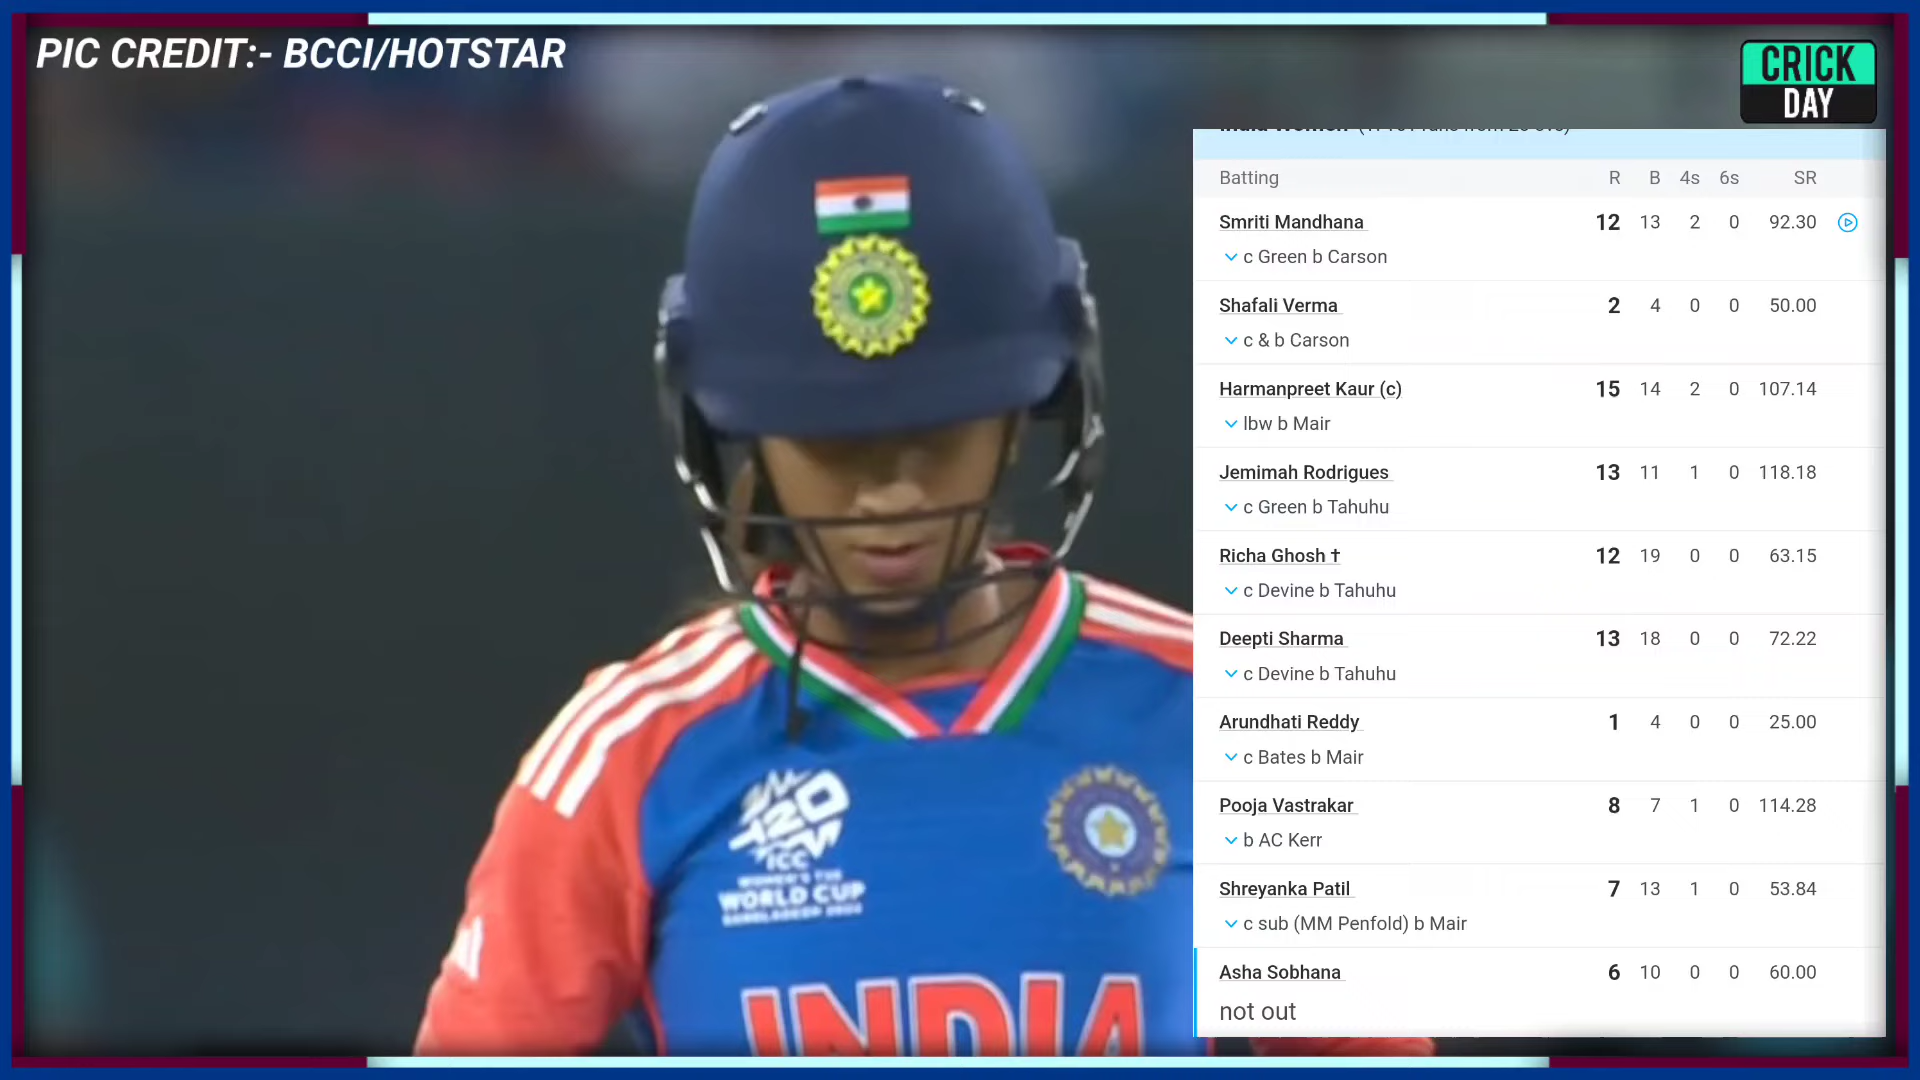 PIC CREDIT:- BCCI/HOTSTAR
CRICK
DAY
India Women
Batting R B 4s 6s SR
Smriti Mandhana 12 13 2 0 92.30
c Green b Carson
Shafali Verma 2 4 0 0 50.00
c & b Carson
Harmanpreet Kaur (c) 15 14 2 0 107.14
lbw b Mair
Jemimah Rodrigues 13 11 1 0 118.18
c Green b Tahuhu
Richa Ghosh † 12 19 0 0 63.15
c Devine b Tahuhu
Deepti Sharma 13 18 0 0 72.22
c Devine b Tahuhu
Arundhati Reddy 1 4 0 0 25.00
c Bates b Mair
Pooja Vastrakar 8 7 1 0 114.28
b AC Kerr
Shreyanka Patil 7 13 1 0 53.84
c sub (MM Penfold) b Mair
Asha Sobhana 6 10 0 0 60.00
not out
T20
ICC
WOMEN'S T20
WORLD CUP
INDIA